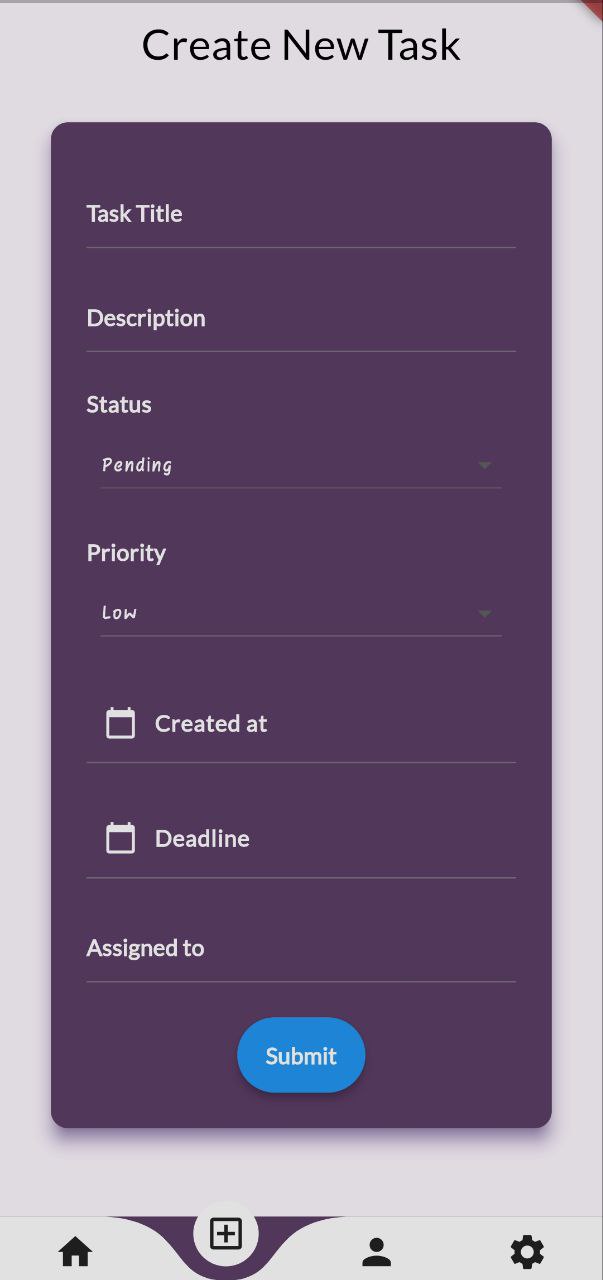 Create New Task
Task Title
Description
Status
Pending
Priority
Low
Created at
Deadline
Assigned to
Submit